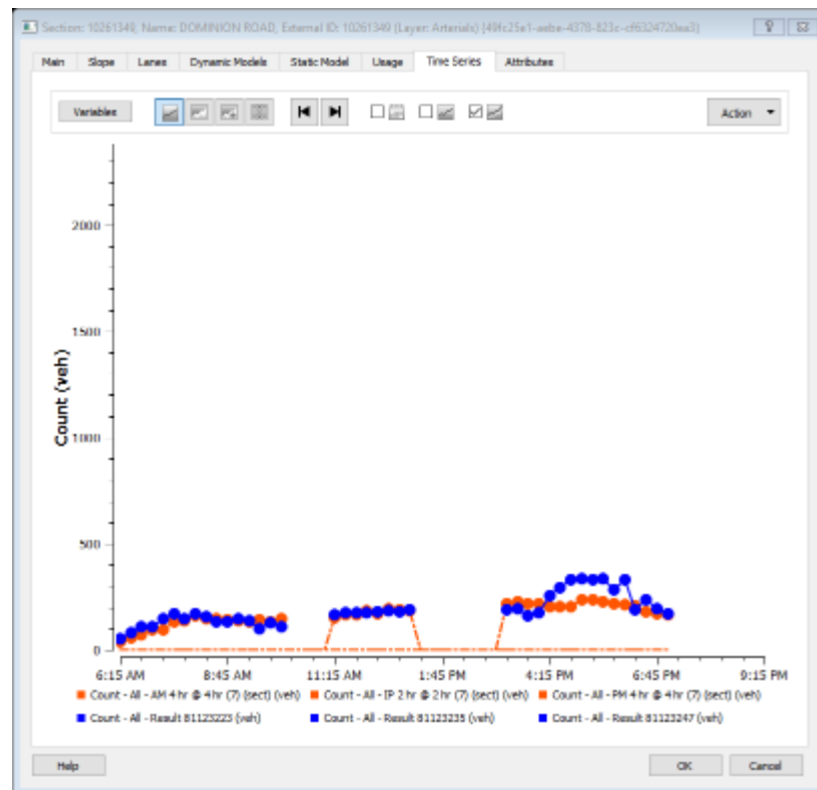 Section: 10261349, Name: DOMINION ROAD, External ID: 10261349 (Layer: Arterials) {49fc25e1-aebe-4378-823c-cf6324720ea3}
Main Slope Lanes Dynamic Models Static Model Usage Time Series Attributes
Variables Action
Count (veh)
2000
1500
1000
500
0
6:15 AM 8:45 AM 11:15 AM 1:45 PM 4:15 PM 6:45 PM 9:15 PM
Count - All - AM 4 hr @ 4 hr (7) (sect) (veh) Count - All - IP 2 hr @ 2 hr (7) (sect) (veh) Count - All - PM 4 hr @ 4 hr (7) (sect) (veh)
Count - All - Result 81123223 (veh) Count - All - Result 81123235 (veh) Count - All - Result 81123247 (veh)
Help OK Cancel